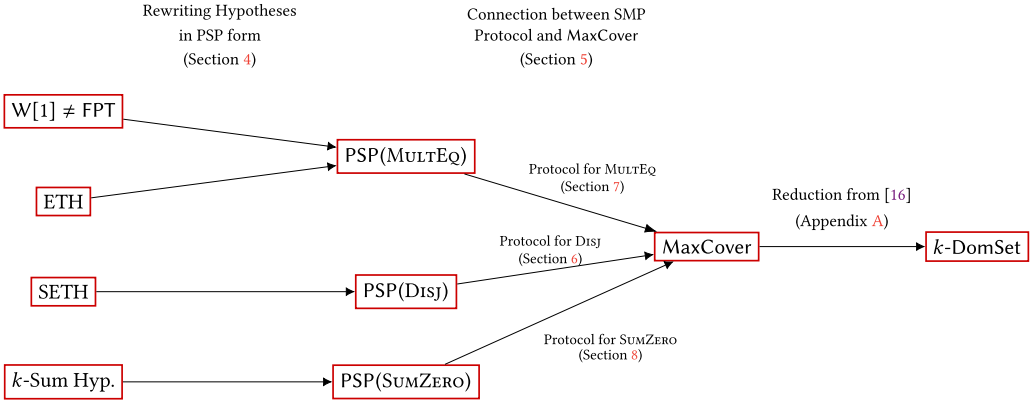 Rewriting Hypotheses
in PSP form
(Section 4)
Connection between SMP
Protocol and MaxCover
(Section 5)
W[1] ≠ FPT
PSP(MultEq)
Protocol for MultEq
(Section 7)
ETH
Reduction from [16]
(Appendix A)
Protocol for Disj
(Section 6)
MaxCover
k-DomSet
SETH
PSP(Disj)
Protocol for SumZero
(Section 8)
k-Sum Hyp.
PSP(SumZero)